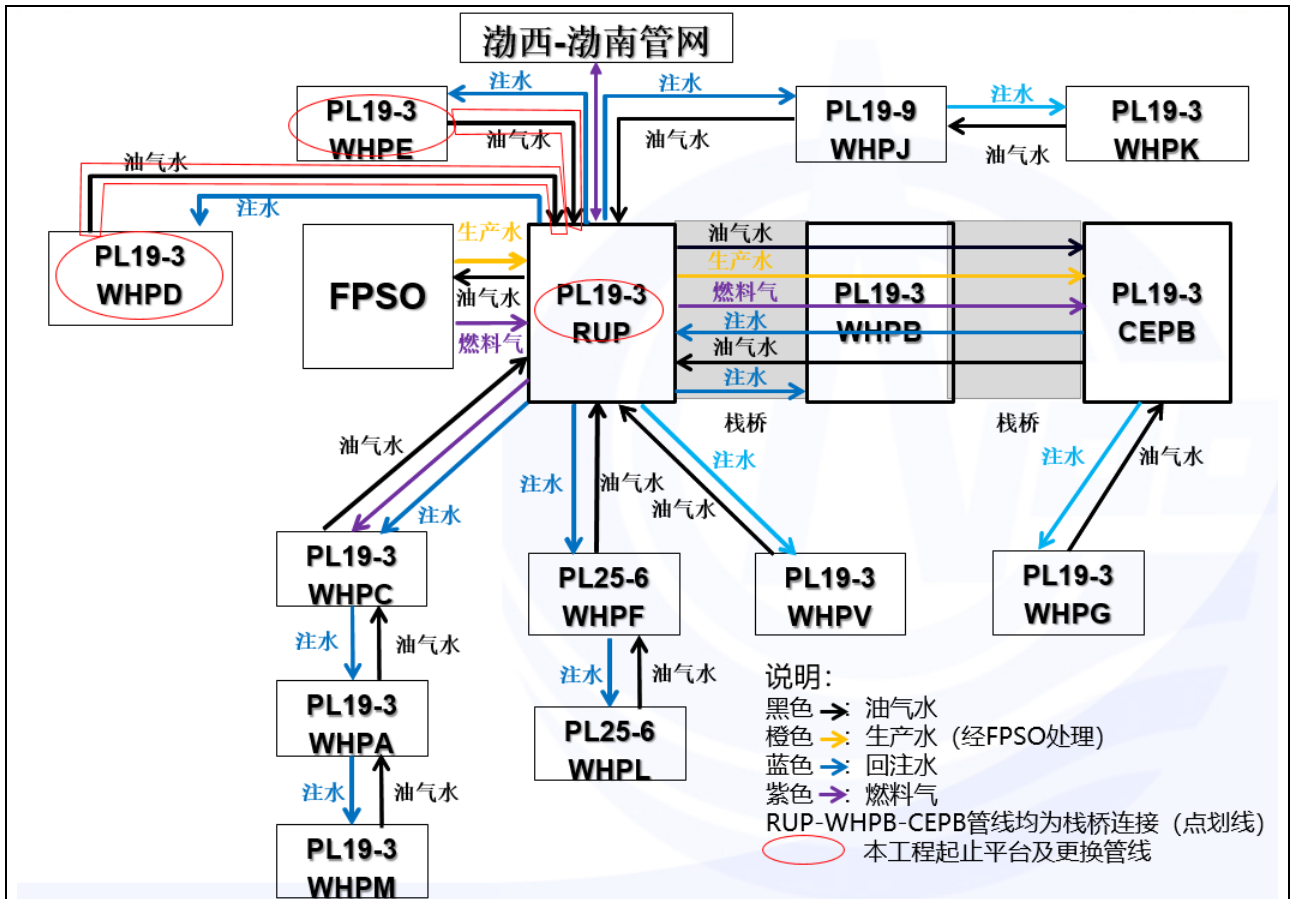 渤西-渤南管网
注水
注水
PL19-3
WHPE
油气水
油气水
PL19-9
WHPJ
注水
油气水
PL19-3
WHPK
油气水
注水
PL19-3
WHPD
FPSO
生产水
油气水
燃料气
PL19-3
RUP
油气水
生产水
燃料气
注水
油气水
注水
PL19-3
WHPB
PL19-3
CEPB
栈桥
栈桥
油气水
注水
注水
油气水
注水
油气水
注水
油气水
PL19-3
WHPC
PL25-6
WHPF
PL19-3
WHPV
PL19-3
WHPG
注水
油气水
注水
油气水
PL19-3
WHPA
PL25-6
WHPL
注水
油气水
PL19-3
WHPM
说明：
黑色 ：油气水
橙色 ：生产水（经FPSO处理）
蓝色 ：回注水
紫色 ：燃料气
RUP-WHPB-CEPB管线均为栈桥连接（点划线）
本工程起止平台及更换管线